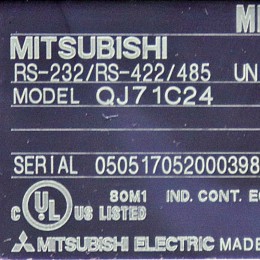 MITSUBISHI
RS-232/RS-422/485 UN
MODEL QJ71C24
SERIAL 050517052000398
80M1 IND. CONT. E
C UL US LISTED
MITSUBISHI ELECTRIC MADE